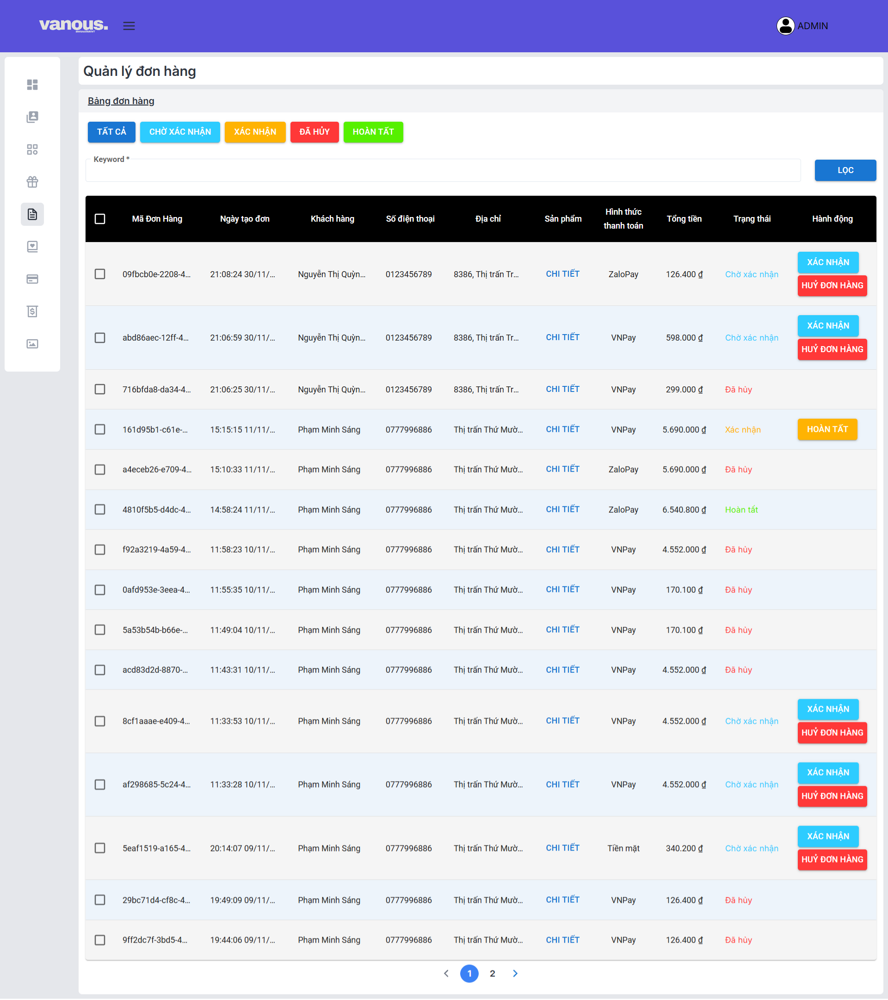 vanous.
MANAGEMENT
ADMIN
Quản lý đơn hàng
Bảng đơn hàng
TẤT CẢ CHỜ XÁC NHẬN XÁC NHẬN ĐÃ HỦY HOÀN TẤT
Keyword *
LỌC
Mã Đơn Hàng Ngày tạo đơn Khách hàng Số điện thoại Địa chỉ Sản phẩm Hình thức thanh toán Tổng tiền Trạng thái Hành động
09fbcb0e-2208-4... 21:08:24 30/11/... Nguyễn Thị Quỳn... 0123456789 8386, Thị trấn Tr... CHI TIẾT ZaloPay 126.400 ₫ Chờ xác nhận XÁC NHẬN
HUỶ ĐƠN HÀNG
abd86aec-12ff-4... 21:06:59 30/11/... Nguyễn Thị Quỳn... 0123456789 8386, Thị trấn Tr... CHI TIẾT VNPay 598.000 ₫ Chờ xác nhận XÁC NHẬN
HUỶ ĐƠN HÀNG
716bfda8-da34-4... 21:06:25 30/11/... Nguyễn Thị Quỳn... 0123456789 8386, Thị trấn Tr... CHI TIẾT VNPay 299.000 ₫ Đã hủy
161d95b1-c61e-... 15:15:15 11/11/... Phạm Minh Sáng 0777996886 Thị trấn Thứ Mườ... CHI TIẾT VNPay 5.690.000 ₫ Xác nhận HOÀN TẤT
a4eceb26-e709-4... 15:10:33 11/11/... Phạm Minh Sáng 0777996886 Thị trấn Thứ Mườ... CHI TIẾT ZaloPay 5.690.000 ₫ Đã hủy
4810f5b5-d4dc-4... 14:58:24 11/11/... Phạm Minh Sáng 0777996886 Thị trấn Thứ Mườ... CHI TIẾT ZaloPay 6.540.800 ₫ Hoàn tất
f92a3219-4a59-4... 11:58:23 10/11/... Phạm Minh Sáng 0777996886 Thị trấn Thứ Mườ... CHI TIẾT VNPay 4.552.000 ₫ Đã hủy
0afd953e-3eea-4... 11:55:35 10/11/... Phạm Minh Sáng 0777996886 Thị trấn Thứ Mườ... CHI TIẾT VNPay 170.100 ₫ Đã hủy
5a53b54b-b66e-... 11:49:04 10/11/... Phạm Minh Sáng 0777996886 Thị trấn Thứ Mườ... CHI TIẾT VNPay 170.100 ₫ Đã hủy
acd83d2d-8870-... 11:43:31 10/11/... Phạm Minh Sáng 0777996886 Thị trấn Thứ Mườ... CHI TIẾT VNPay 4.552.000 ₫ Đã hủy
8cf1aaae-e409-4... 11:33:53 10/11/... Phạm Minh Sáng 0777996886 Thị trấn Thứ Mườ... CHI TIẾT VNPay 4.552.000 ₫ Chờ xác nhận XÁC NHẬN
HUỶ ĐƠN HÀNG
af298685-5c24-4... 11:33:28 10/11/... Phạm Minh Sáng 0777996886 Thị trấn Thứ Mườ... CHI TIẾT VNPay 4.552.000 ₫ Chờ xác nhận XÁC NHẬN
HUỶ ĐƠN HÀNG
5eaf1519-a165-4... 20:14:07 09/11/... Phạm Minh Sáng 0777996886 Thị trấn Thứ Mườ... CHI TIẾT Tiền mặt 340.200 ₫ Chờ xác nhận XÁC NHẬN
HUỶ ĐƠN HÀNG
29bc71d4-cf8c-4... 19:49:09 09/11/... Phạm Minh Sáng 0777996886 Thị trấn Thứ Mườ... CHI TIẾT VNPay 126.400 ₫ Đã hủy
9ff2dc7f-3bd5-4... 19:44:06 09/11/... Phạm Minh Sáng 0777996886 Thị trấn Thứ Mườ... CHI TIẾT VNPay 126.400 ₫ Đã hủy
1 2